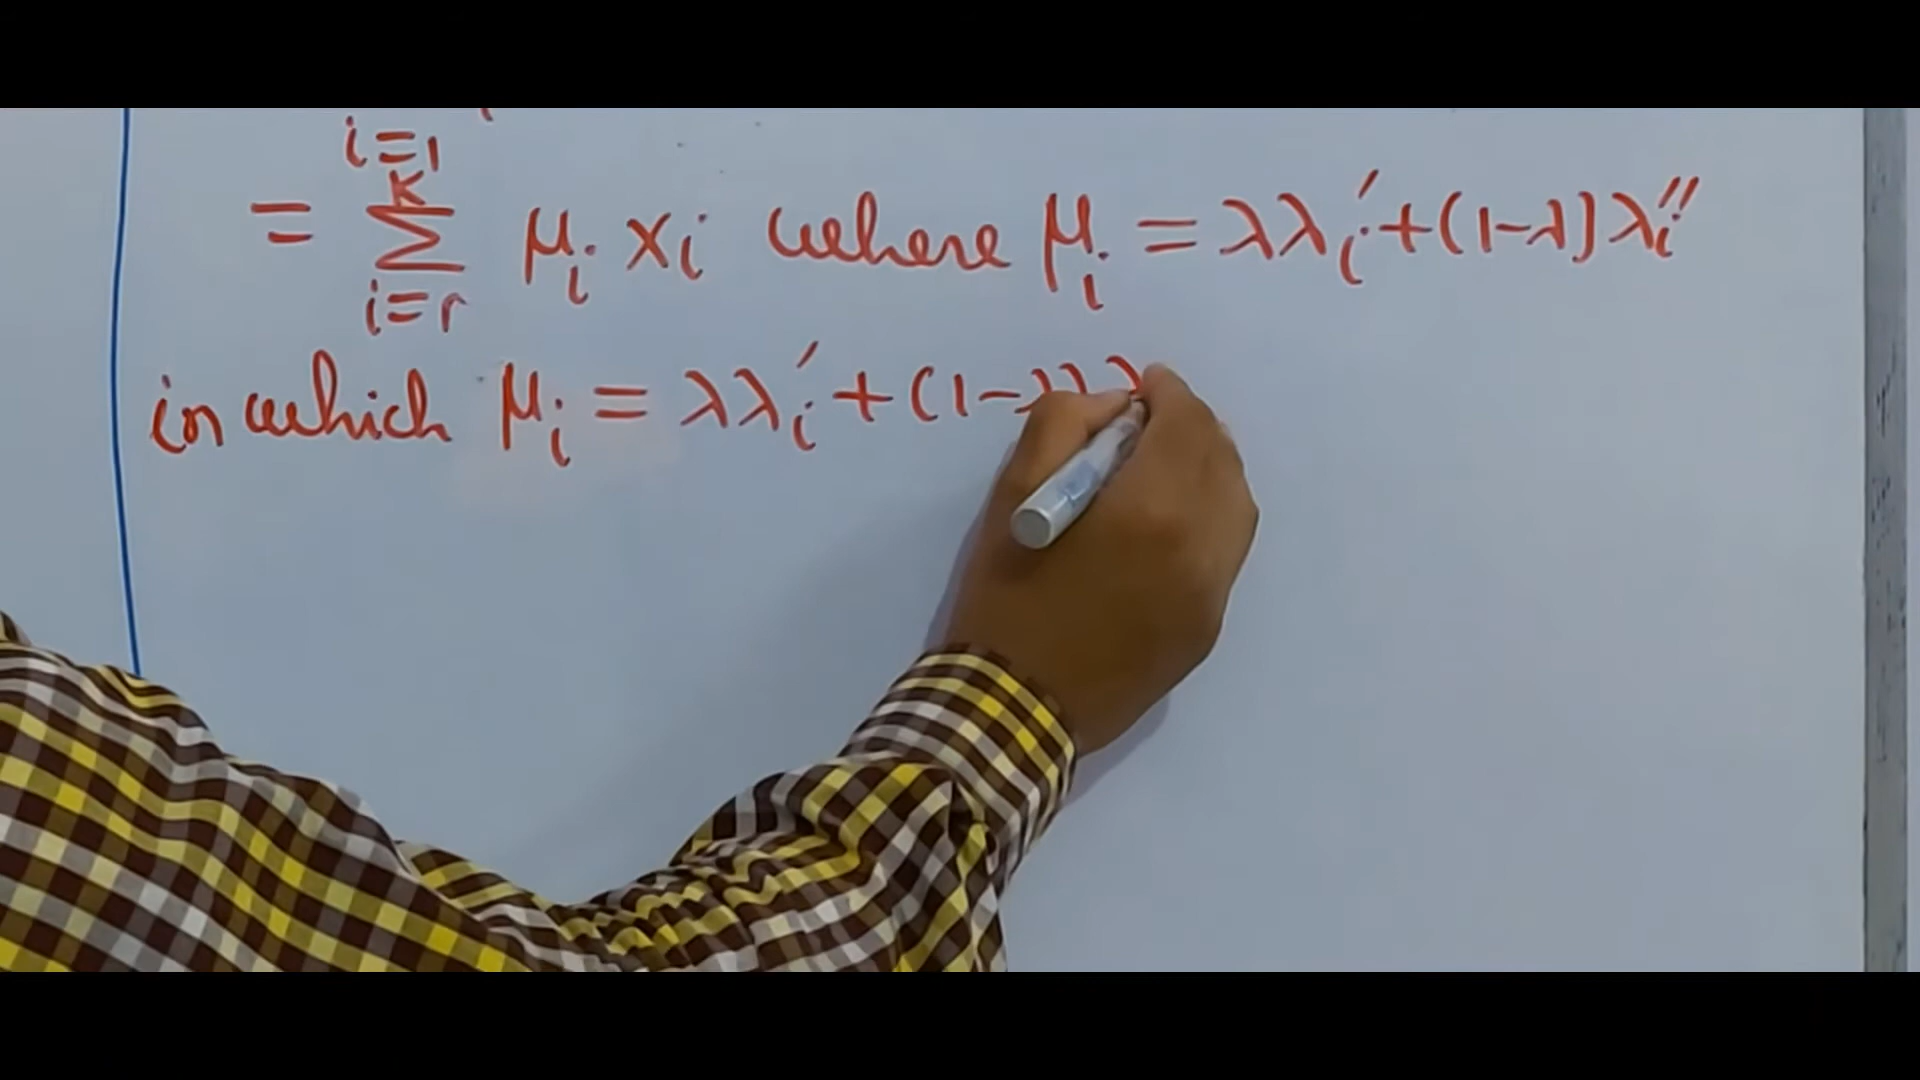 i=1
K
= Σ μᵢ xᵢ where μᵢ = λλᵢ′+(1-λ)λᵢ″
i=r
in which μᵢ = λλᵢ′ + (1-λ)λ